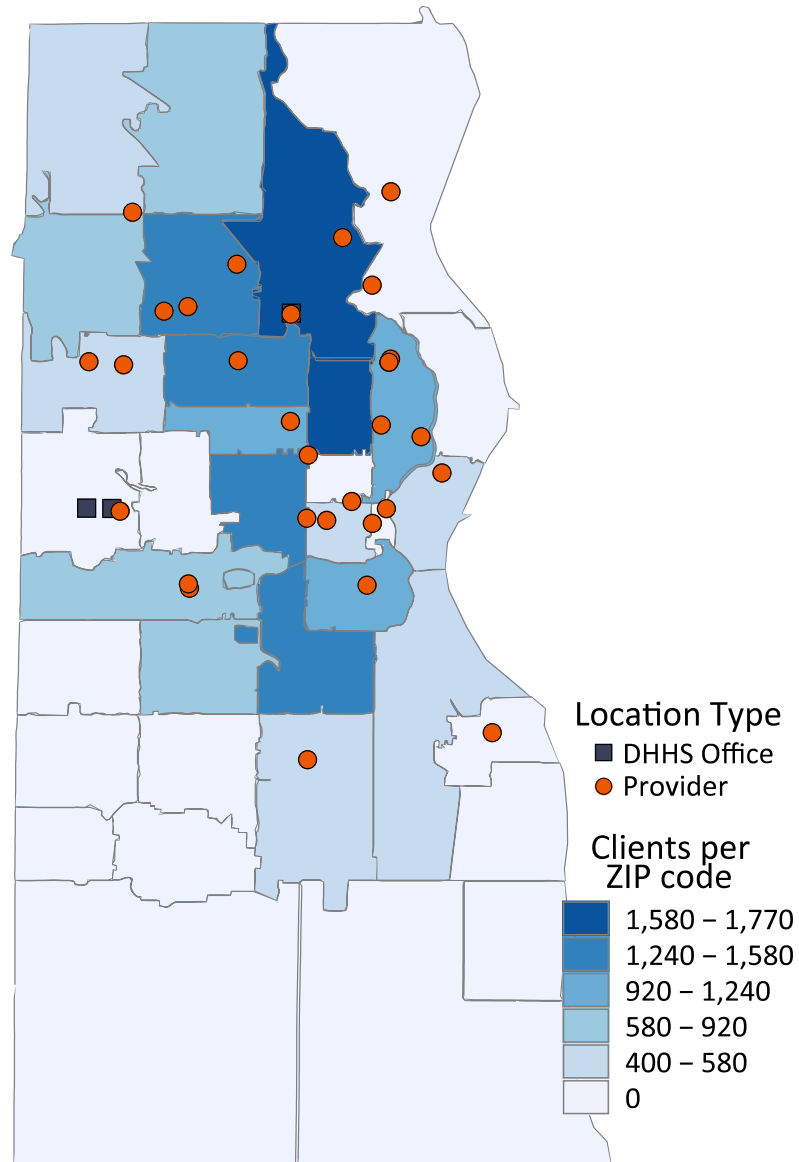 Location Type
DHHS Office
Provider
Clients per
ZIP code
1,580 – 1,770
1,240 – 1,580
920 – 1,240
580 – 920
400 – 580
0